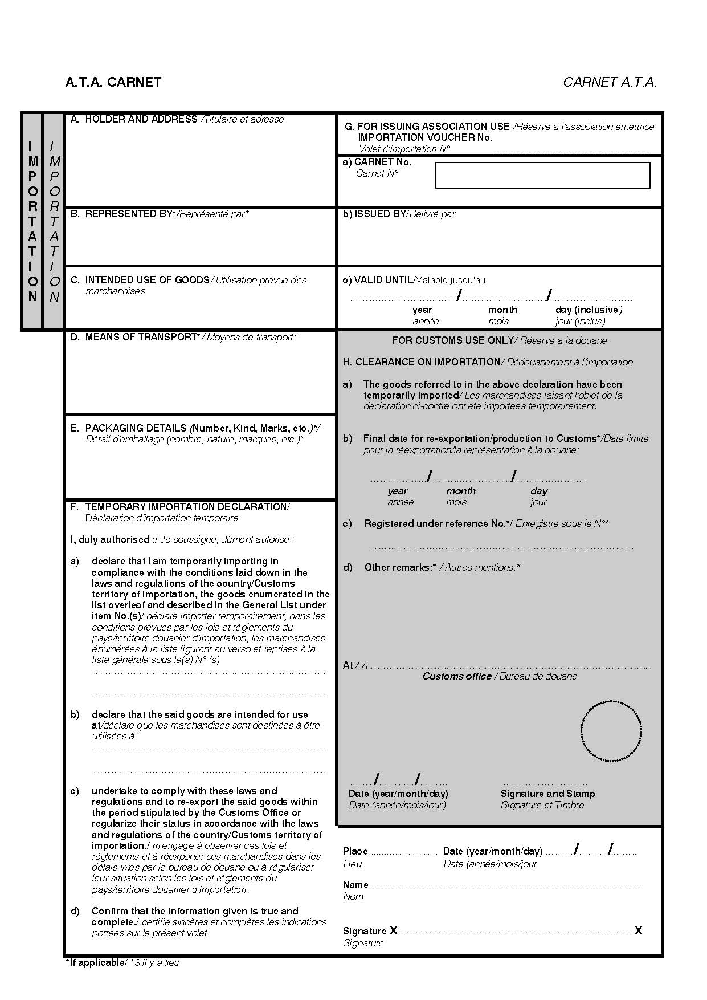 A.T.A. CARNET
CARNET A.T.A.
IMPORTATION
IMPORTATION
A. HOLDER AND ADDRESS /Titulaire et adresse
G. FOR ISSUING ASSOCIATION USE /Réservé a l'association émettrice
IMPORTATION VOUCHER No.
Volet d'importation N° ................................................
a) CARNET No.
Carnet N°
B. REPRESENTED BY*/Représenté par*
b) ISSUED BY/Delivré par
C. INTENDED USE OF GOODS/ Utilisation prévue des
marchandises
c) VALID UNTIL/Valable jusqu'au
................................./........................../.........................
year month day (inclusive)
année mois jour (inclus)
D. MEANS OF TRANSPORT*/ Moyens de transport*
E. PACKAGING DETAILS (Number, Kind, Marks, etc.)*/
Détail d'emballage (nombre, nature, marques, etc.)*
F. TEMPORARY IMPORTATION DECLARATION/
Déclaration d'importation temporaire
I, duly authorised :/ Je soussigné, dûment autorisé :
a) declare that I am temporarily importing in
compliance with the conditions laid down in the
laws and regulations of the country/Customs
territory of importation, the goods enumerated in the
list overleaf and described in the General List under
item No.(s)/ déclare importer temporairement, dans les
conditions prévues par les lois et règlements du
pays/territoire douanier d'importation, les marchandises
énumérées à la liste figurant au verso et reprises à la
liste générale sous le(s) N° (s)
..........................................................................
..........................................................................
b) declare that the said goods are intended for use
at/déclare que les marchandises sont destinées à être
utilisées à
.........................................................................
.........................................................................
c) undertake to comply with these laws and
regulations and to re-export the said goods within
the period stipulated by the Customs Office or
regularize their status in accordance with the laws
and regulations of the country/Customs territory of
importation./ m'engage à observer ces lois et
règlements et à réexporter ces marchandises dans les
délais fixés par le bureau de douane ou à régulariser
leur situation selon les lois et règlements du
pays/territoire douanier d'importation.
d) Confirm that the information given is true and
complete./ certifie sincères et complètes les indications
portées sur le présent volet.
FOR CUSTOMS USE ONLY/ Réservé a la douane
H. CLEARANCE ON IMPORTATION/ Dédouanement à l'importation
a) The goods referred to in the above declaration have been
temporarily imported/ Les marchandises faisant l'objet de la
déclaration ci-contre ont été importées temporairement.
b) Final date for re-exportation/production to Customs*/Date limite
pour la réexportation/la représentation à la douane:
................../........................./......................
year month day
année mois jour
c) Registered under reference No.*/ Enregistré sous le N°*
...................................................................................
d) Other remarks:* / Autres mentions:*
At / A .......................................................................................
Customs office / Bureau de douane
......../............/......... ...........................
Date (year/month/day) Signature and Stamp
Date (année/mois/jour) Signature et Timbre
Place ......................... Date (year/month/day) ........./........../........
Lieu Date (année/mois/jour
Name.....................................................................................
Nom
Signature X ......................................................................... X
Signature
*If applicable/ *S'il y a lieu